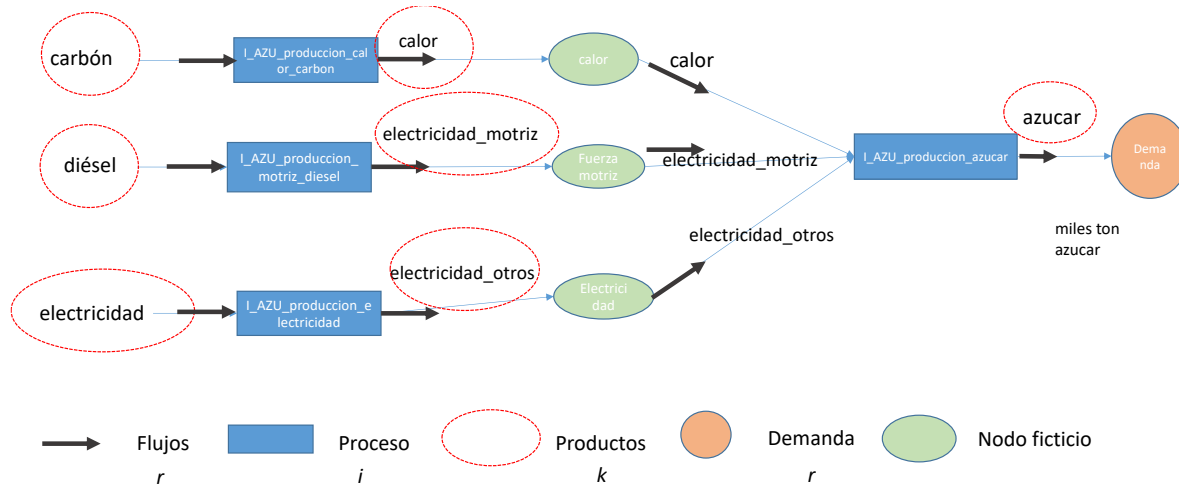 carbón
I_AZU_produccion_cal
or_carbon
calor
calor
calor
diésel
I_AZU_produccion_
motriz_diesel
electricidad_motriz
Fuerza
motriz
electricidad_motriz
I_AZU_produccion_azucar
azucar
Dema
nda
miles ton
azucar
electricidad
I_AZU_produccion_e
lectricidad
electricidad_otros
Electrici
dad
electricidad_otros
Flujos
r
Proceso
i
Productos
k
Demanda
r
Nodo ficticio